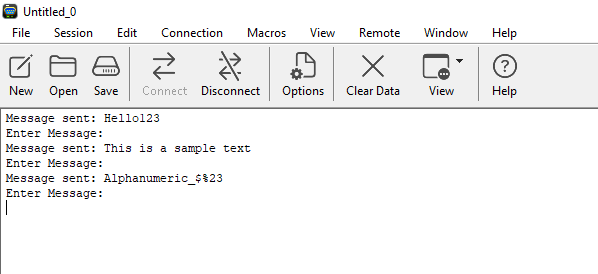 Untitled_0
File Session Edit Connection Macros View Remote Window Help
New Open Save Connect Disconnect Options Clear Data View Help
Message sent: Hello123
Enter Message:
Message sent: This is a sample text
Enter Message:
Message sent: Alphanumeric_$%23
Enter Message: